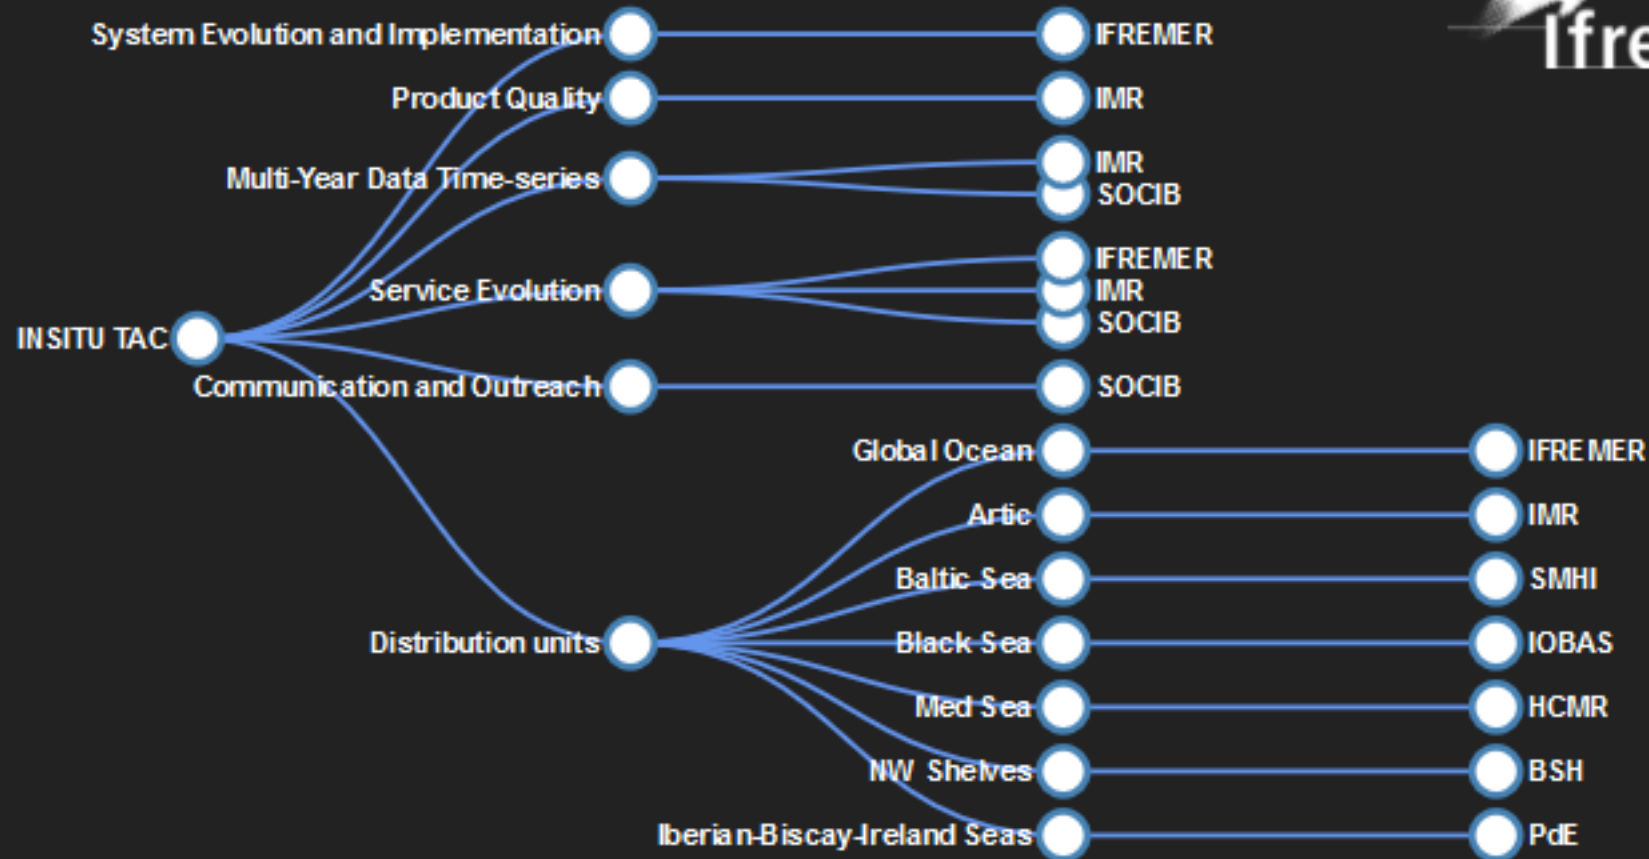 System Evolution and Implementation IFREMER
Ifre
Product Quality IMR
Multi-Year Data Time-series IMR
SOCIB
IFREMER
Service Evolution IMR
SOCIB
INSITU TAC
Communication and Outreach SOCIB
Global Ocean IFREMER
Artic IMR
Baltic Sea SMHI
Distribution units Black Sea IOBAS
Med Sea HCMR
NW Shelves BSH
Iberian-Biscay-Ireland Seas PdE